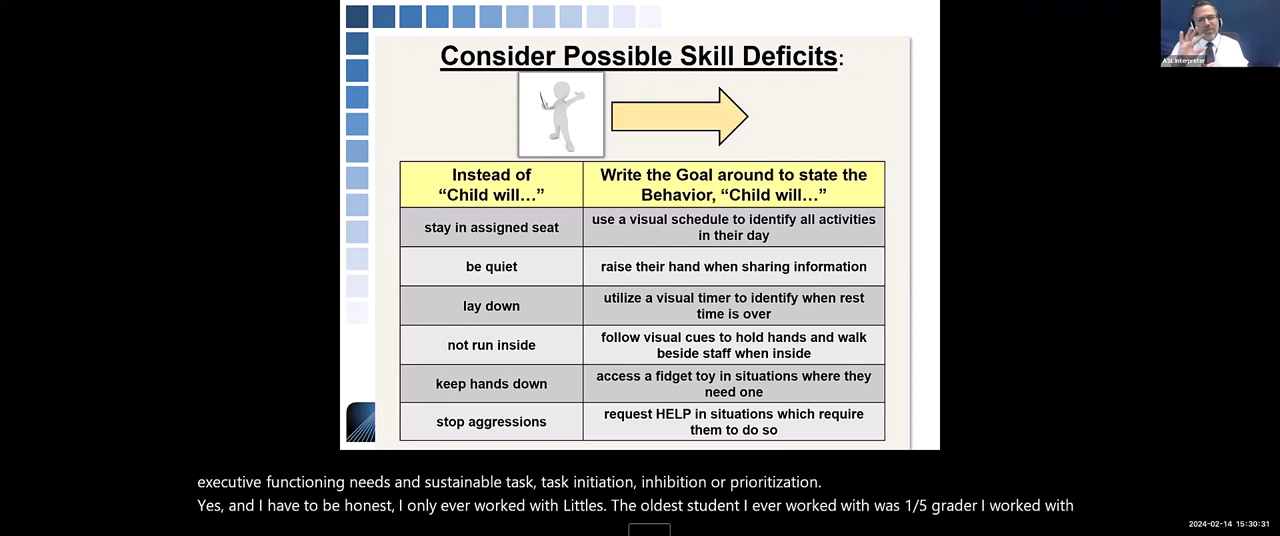 Consider Possible Skill Deficits:
ASL Interpreter
Instead of
“Child will…”
Write the Goal around to state the
Behavior, “Child will…”
stay in assigned seat
use a visual schedule to identify all activities
in their day
be quiet
raise their hand when sharing information
lay down
utilize a visual timer to identify when rest
time is over
not run inside
follow visual cues to hold hands and walk
beside staff when inside
keep hands down
access a fidget toy in situations where they
need one
stop aggressions
request HELP in situations which require
them to do so
executive functioning needs and sustainable task, task initiation, inhibition or prioritization.
Yes, and I have to be honest, I only ever worked with Littles. The oldest student I ever worked with was 1/5 grader I worked with
2024-02-14 15:30:31